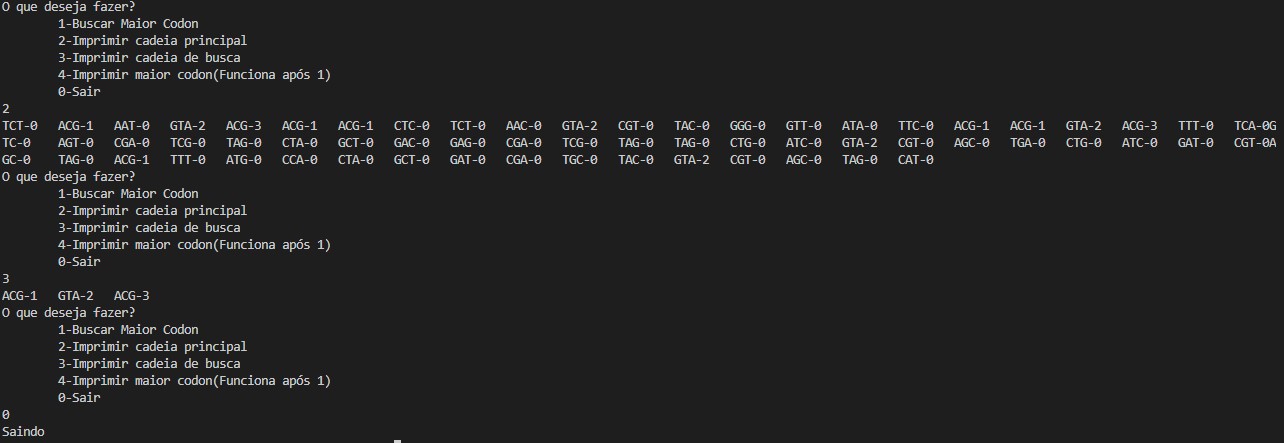 O que deseja fazer?
1-Buscar Maior Codon
2-Imprimir cadeia principal
3-Imprimir cadeia de busca
4-Imprimir maior codon(Funciona após 1)
0-Sair
2
TCT-0 ACG-1 AAT-0 GTA-2 ACG-3 ACG-1 ACG-1 CTC-0 TCT-0 AAC-0 GTA-2 CGT-0 TAC-0 GGG-0 GTT-0 ATA-0 TTC-0 ACG-1 ACG-1 GTA-2 ACG-3 TTT-0 TCA-0G
TC-0 AGT-0 CGA-0 TCG-0 TAG-0 CTA-0 GCT-0 GAC-0 GAG-0 CGA-0 TCG-0 TAG-0 TAG-0 CTG-0 ATC-0 GTA-2 CGT-0 AGC-0 TGA-0 CTG-0 ATC-0 GAT-0 CGT-0A
GC-0 TAG-0 ACG-1 TTT-0 ATG-0 CCA-0 CTA-0 GCT-0 GAT-0 CGA-0 TGC-0 TAC-0 GTA-2 CGT-0 AGC-0 TAG-0 CAT-0
O que deseja fazer?
1-Buscar Maior Codon
2-Imprimir cadeia principal
3-Imprimir cadeia de busca
4-Imprimir maior codon(Funciona após 1)
0-Sair
3
ACG-1 GTA-2 ACG-3
O que deseja fazer?
1-Buscar Maior Codon
2-Imprimir cadeia principal
3-Imprimir cadeia de busca
4-Imprimir maior codon(Funciona após 1)
0-Sair
0
Saindo